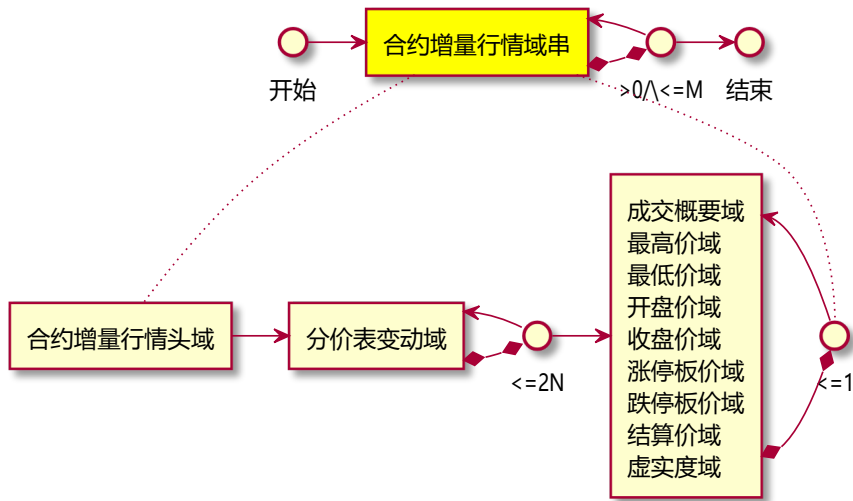 合约增量行情域串
开始
>0/\<=M
结束
合约增量行情头域
分价表变动域
<=2N
成交概要域
最高价域
最低价域
开盘价域
收盘价域
涨停板价域
跌停板价域
结算价域
虚实度域
<=1